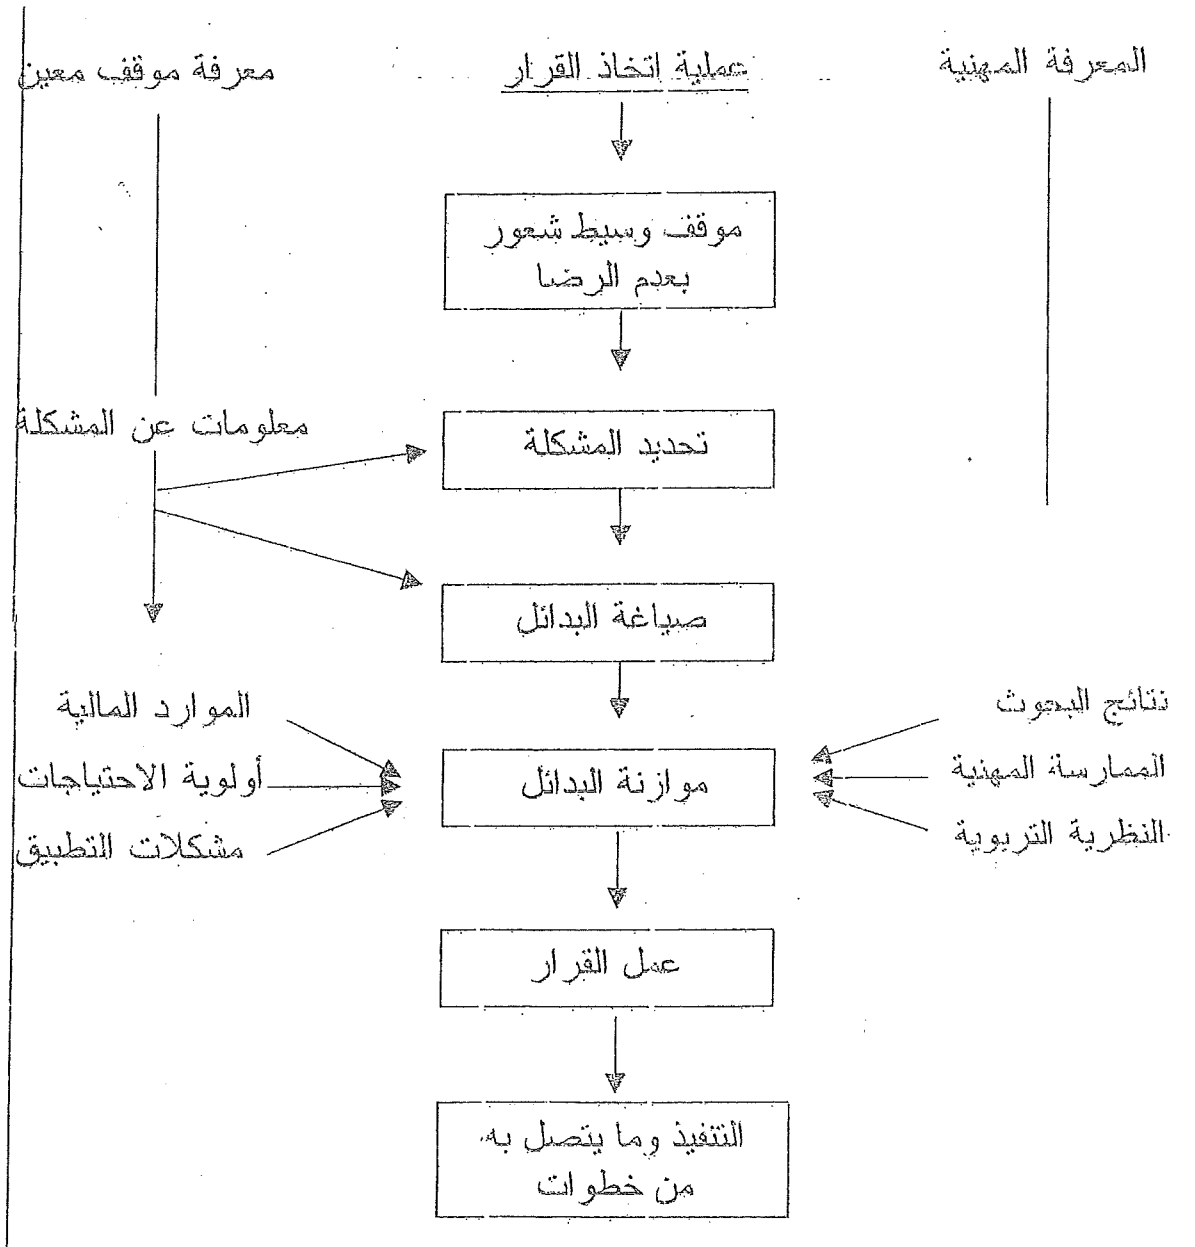 المعرفة المهنية
عملية اتخاذ القرار
معرفة موقف معين
موقف وسيط شعور
بعدم الرضا
معلومات عن المشكلة
تحديد المشكلة
صياغة البدائل
نتائج البحوث
الممارسة المهنية
النظرية التربوية
موازنة البدائل
الموارد المالية
أولوية الاحتياجات
مشكلات التطبيق
عمل القرار
التنفيذ وما يتصل به
من خطوات